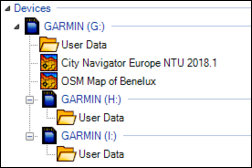 Devices
GARMIN (G:)
User Data
City Navigator Europe NTU 2018.1
OSM Map of Benelux
GARMIN (H:)
User Data
GARMIN (I:)
User Data